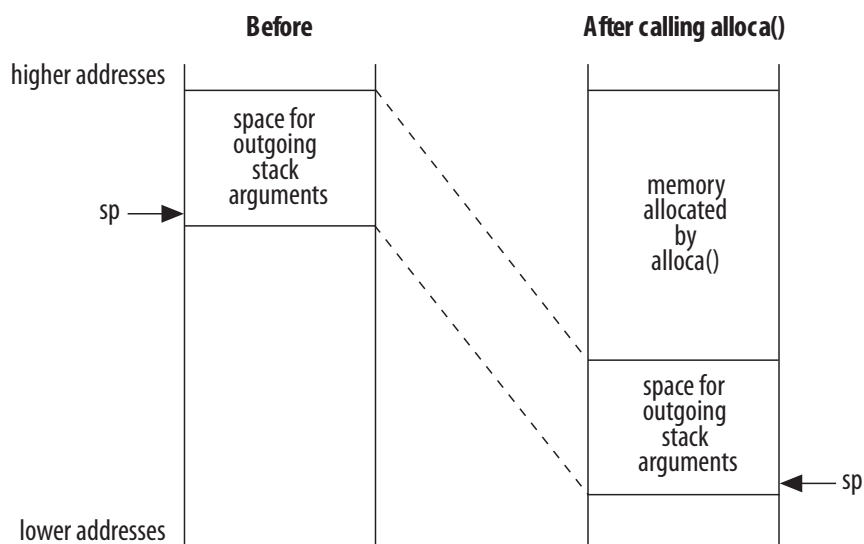 Before
After calling alloca()
higher addresses
space for
outgoing
stack
arguments
sp
memory
allocated
by
alloca()
space for
outgoing
stack
arguments
sp
lower addresses